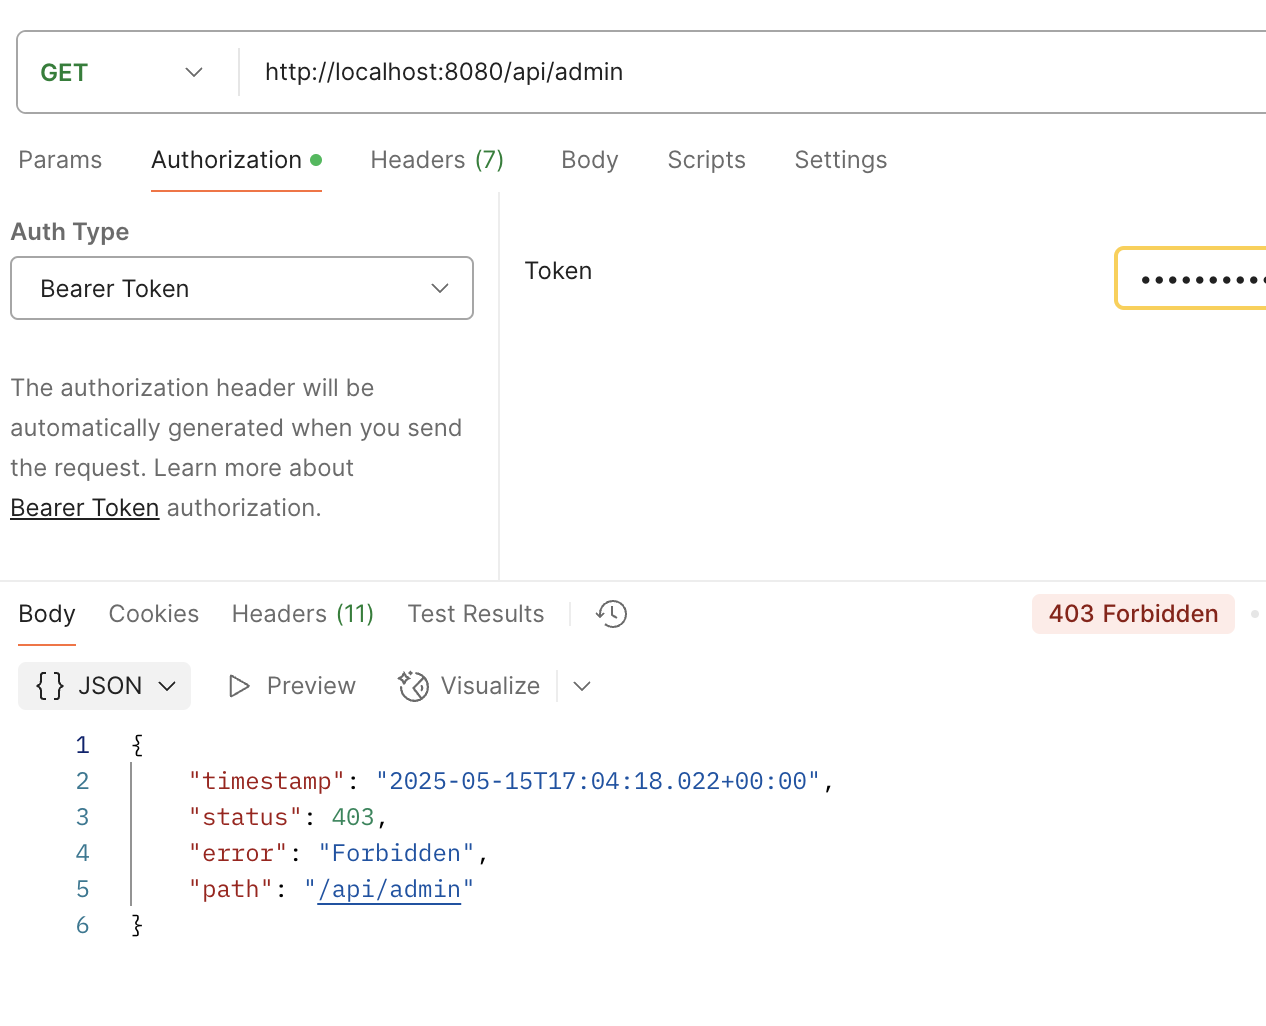 GET http://localhost:8080/api/admin
Params Authorization Headers (7) Body Scripts Settings
Auth Type
Bearer Token
Token
••••••••••
The authorization header will be
automatically generated when you send
the request. Learn more about
Bearer Token authorization.
Body Cookies Headers (11) Test Results 403 Forbidden
{} JSON Preview Visualize
1 {
2 "timestamp": "2025-05-15T17:04:18.022+00:00",
3 "status": 403,
4 "error": "Forbidden",
5 "path": "/api/admin"
6 }